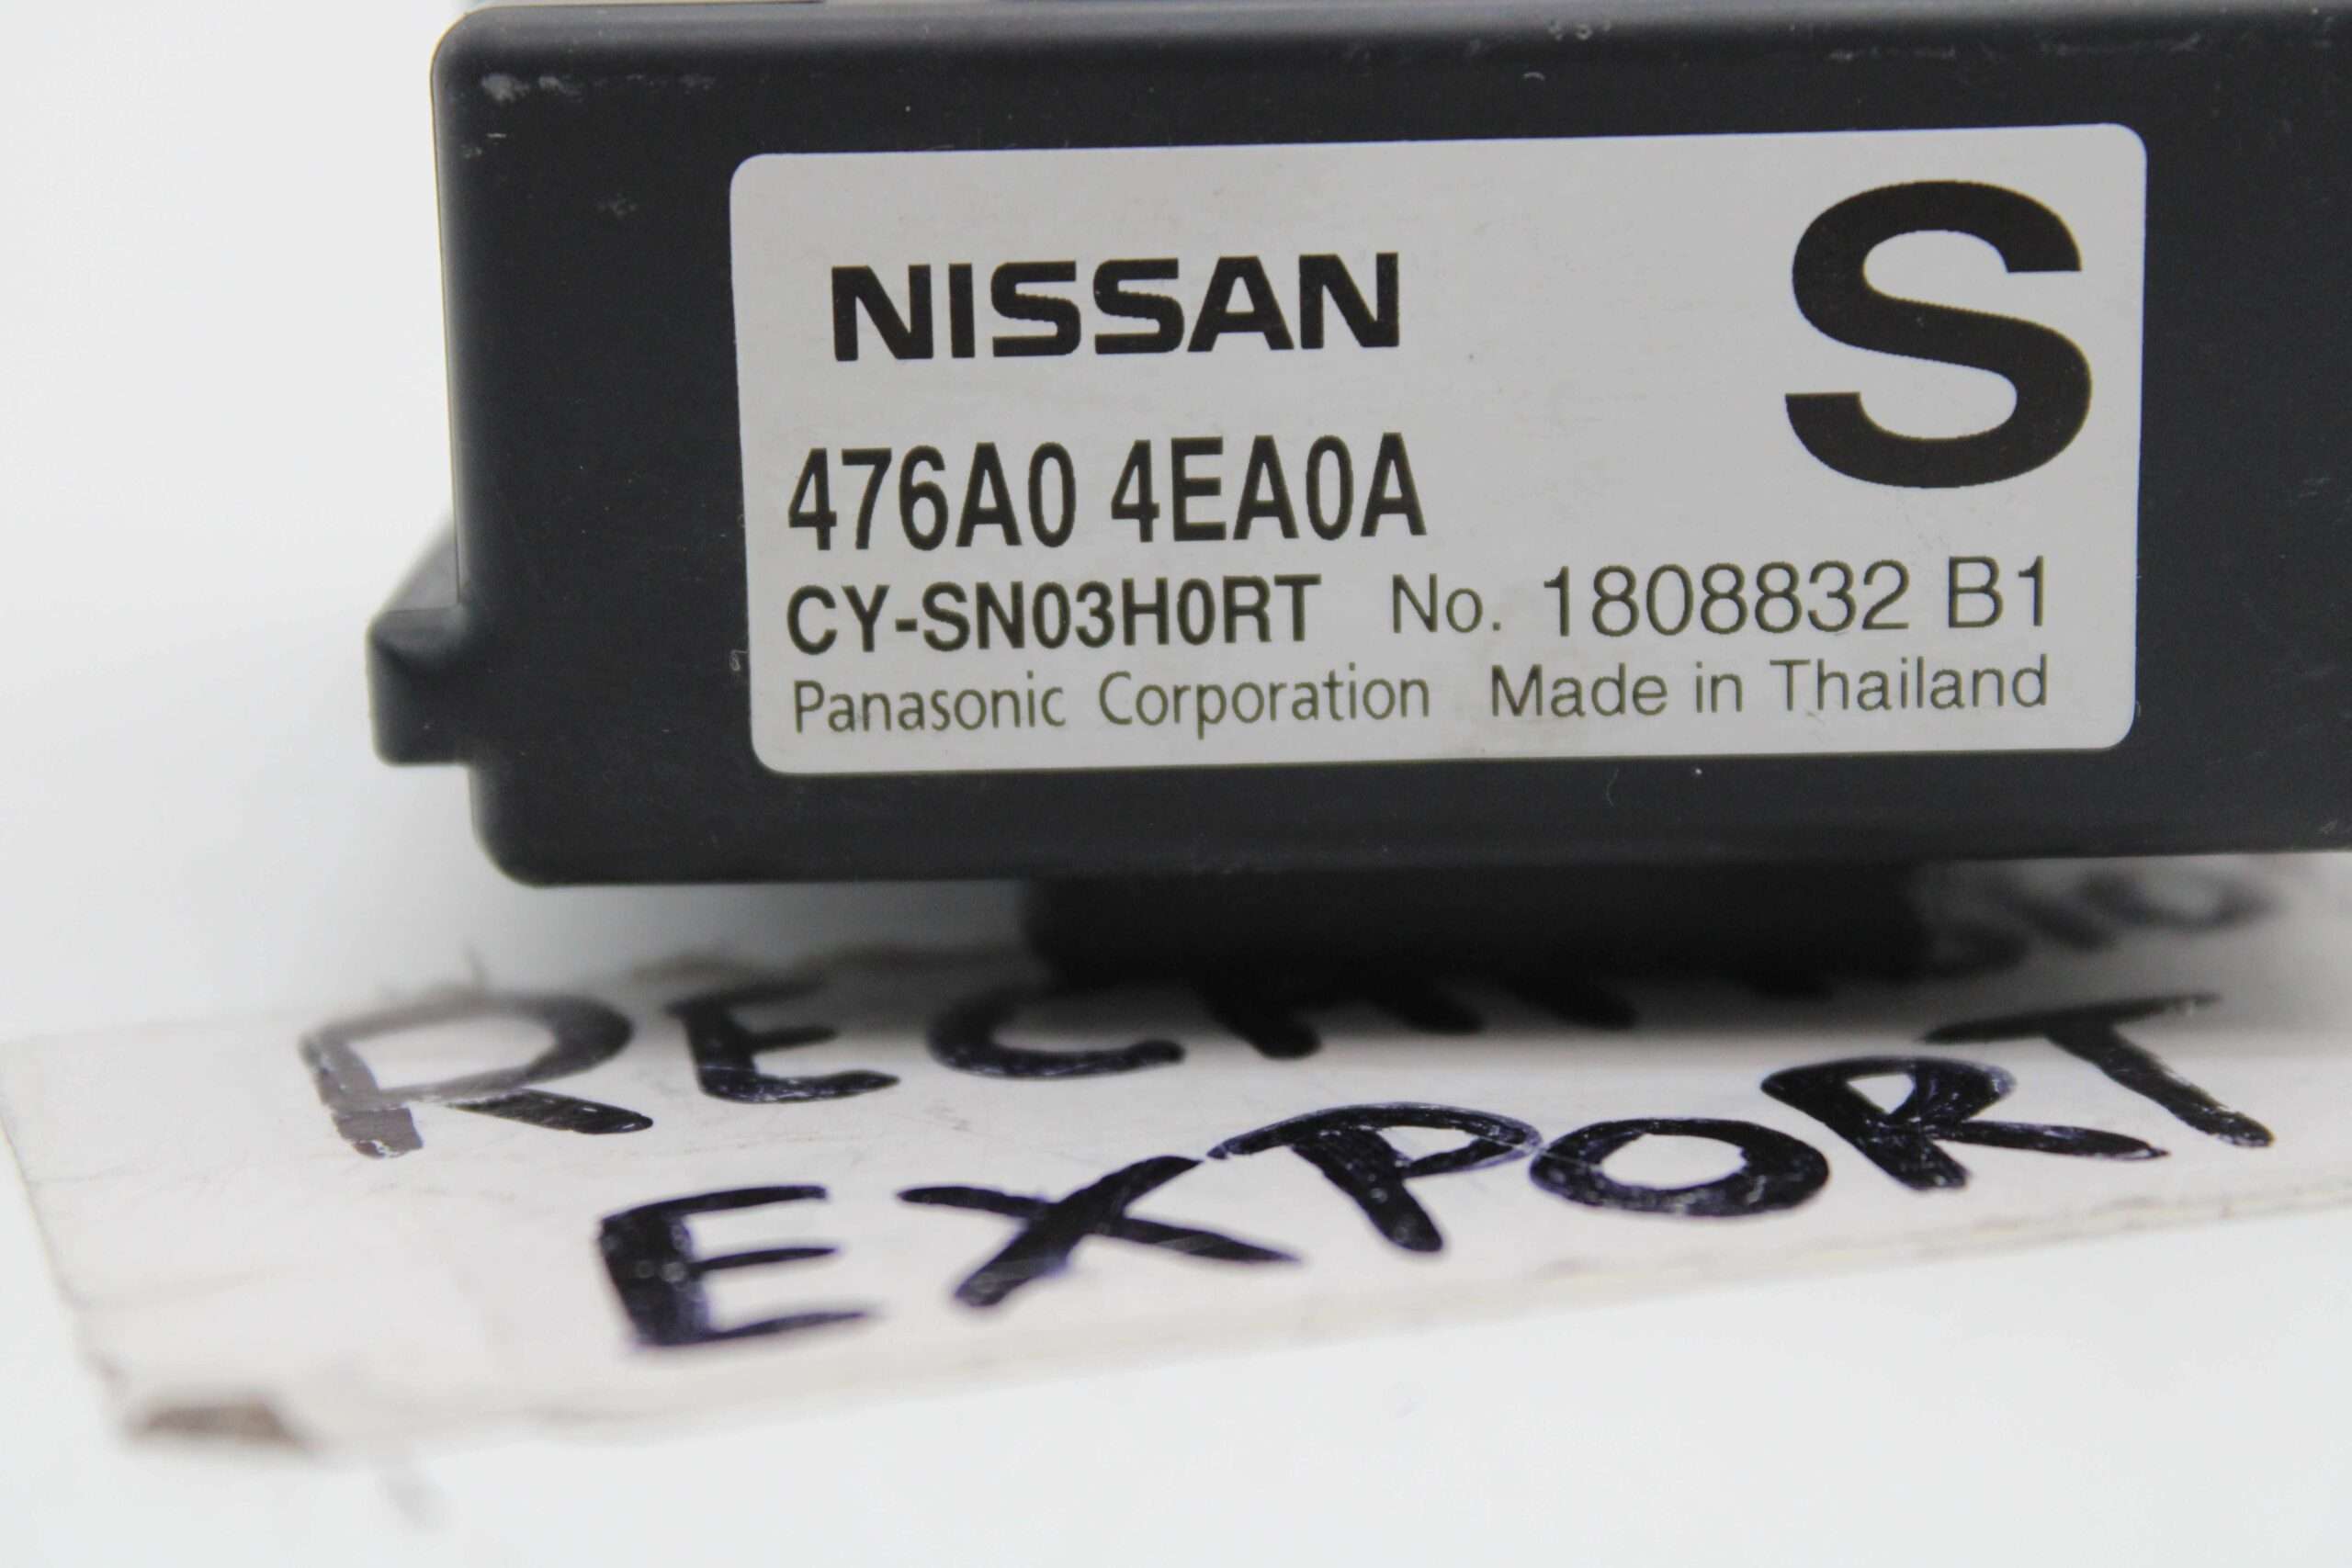 NISSAN S
476A0 4EA0A
CY-SN03H0RT No. 1808832 B1
Panasonic Corporation Made in Thailand
EXPORT